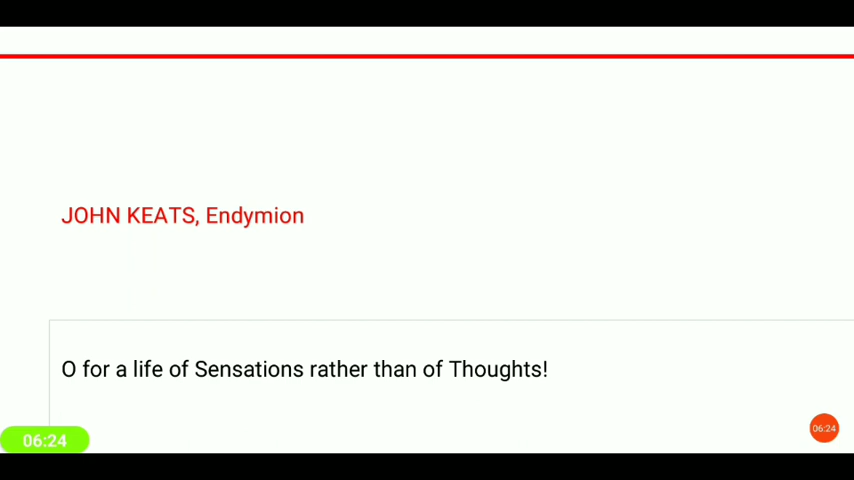 JOHN KEATS, Endymion
O for a life of Sensations rather than of Thoughts!
06:24
06:24